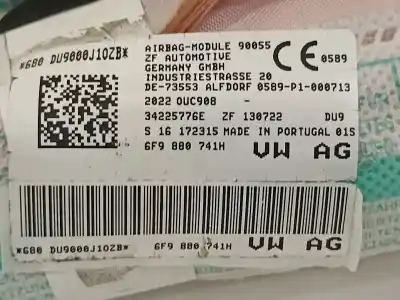 *680 DU9000J10ZB*
AIRBAG-MODULE 90055
ZF AUTOMOTIVE
GERMANY GMBH
INDUSTRIESTRASSE 20
DE-73553 ALFDORF 0589-P1-000713
CE 0589
2022 OUC908 -
34225776E ZF 130722 DU9
S 16 172315 MADE IN PORTUGAL 01S
6F9 880 741H VW AG
*680 DU9000J10ZB* 6F9 880 741H VW AG